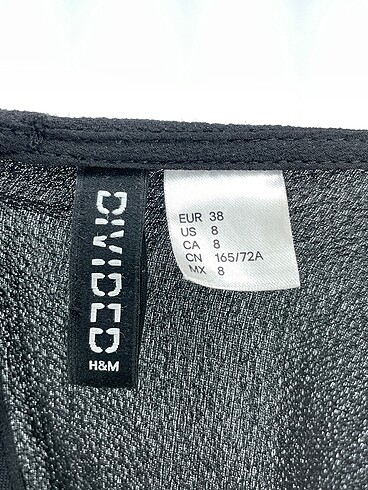 DIVIDED
H&M
EUR 38
US 8
CA 8
CN 165/72A
MX 8